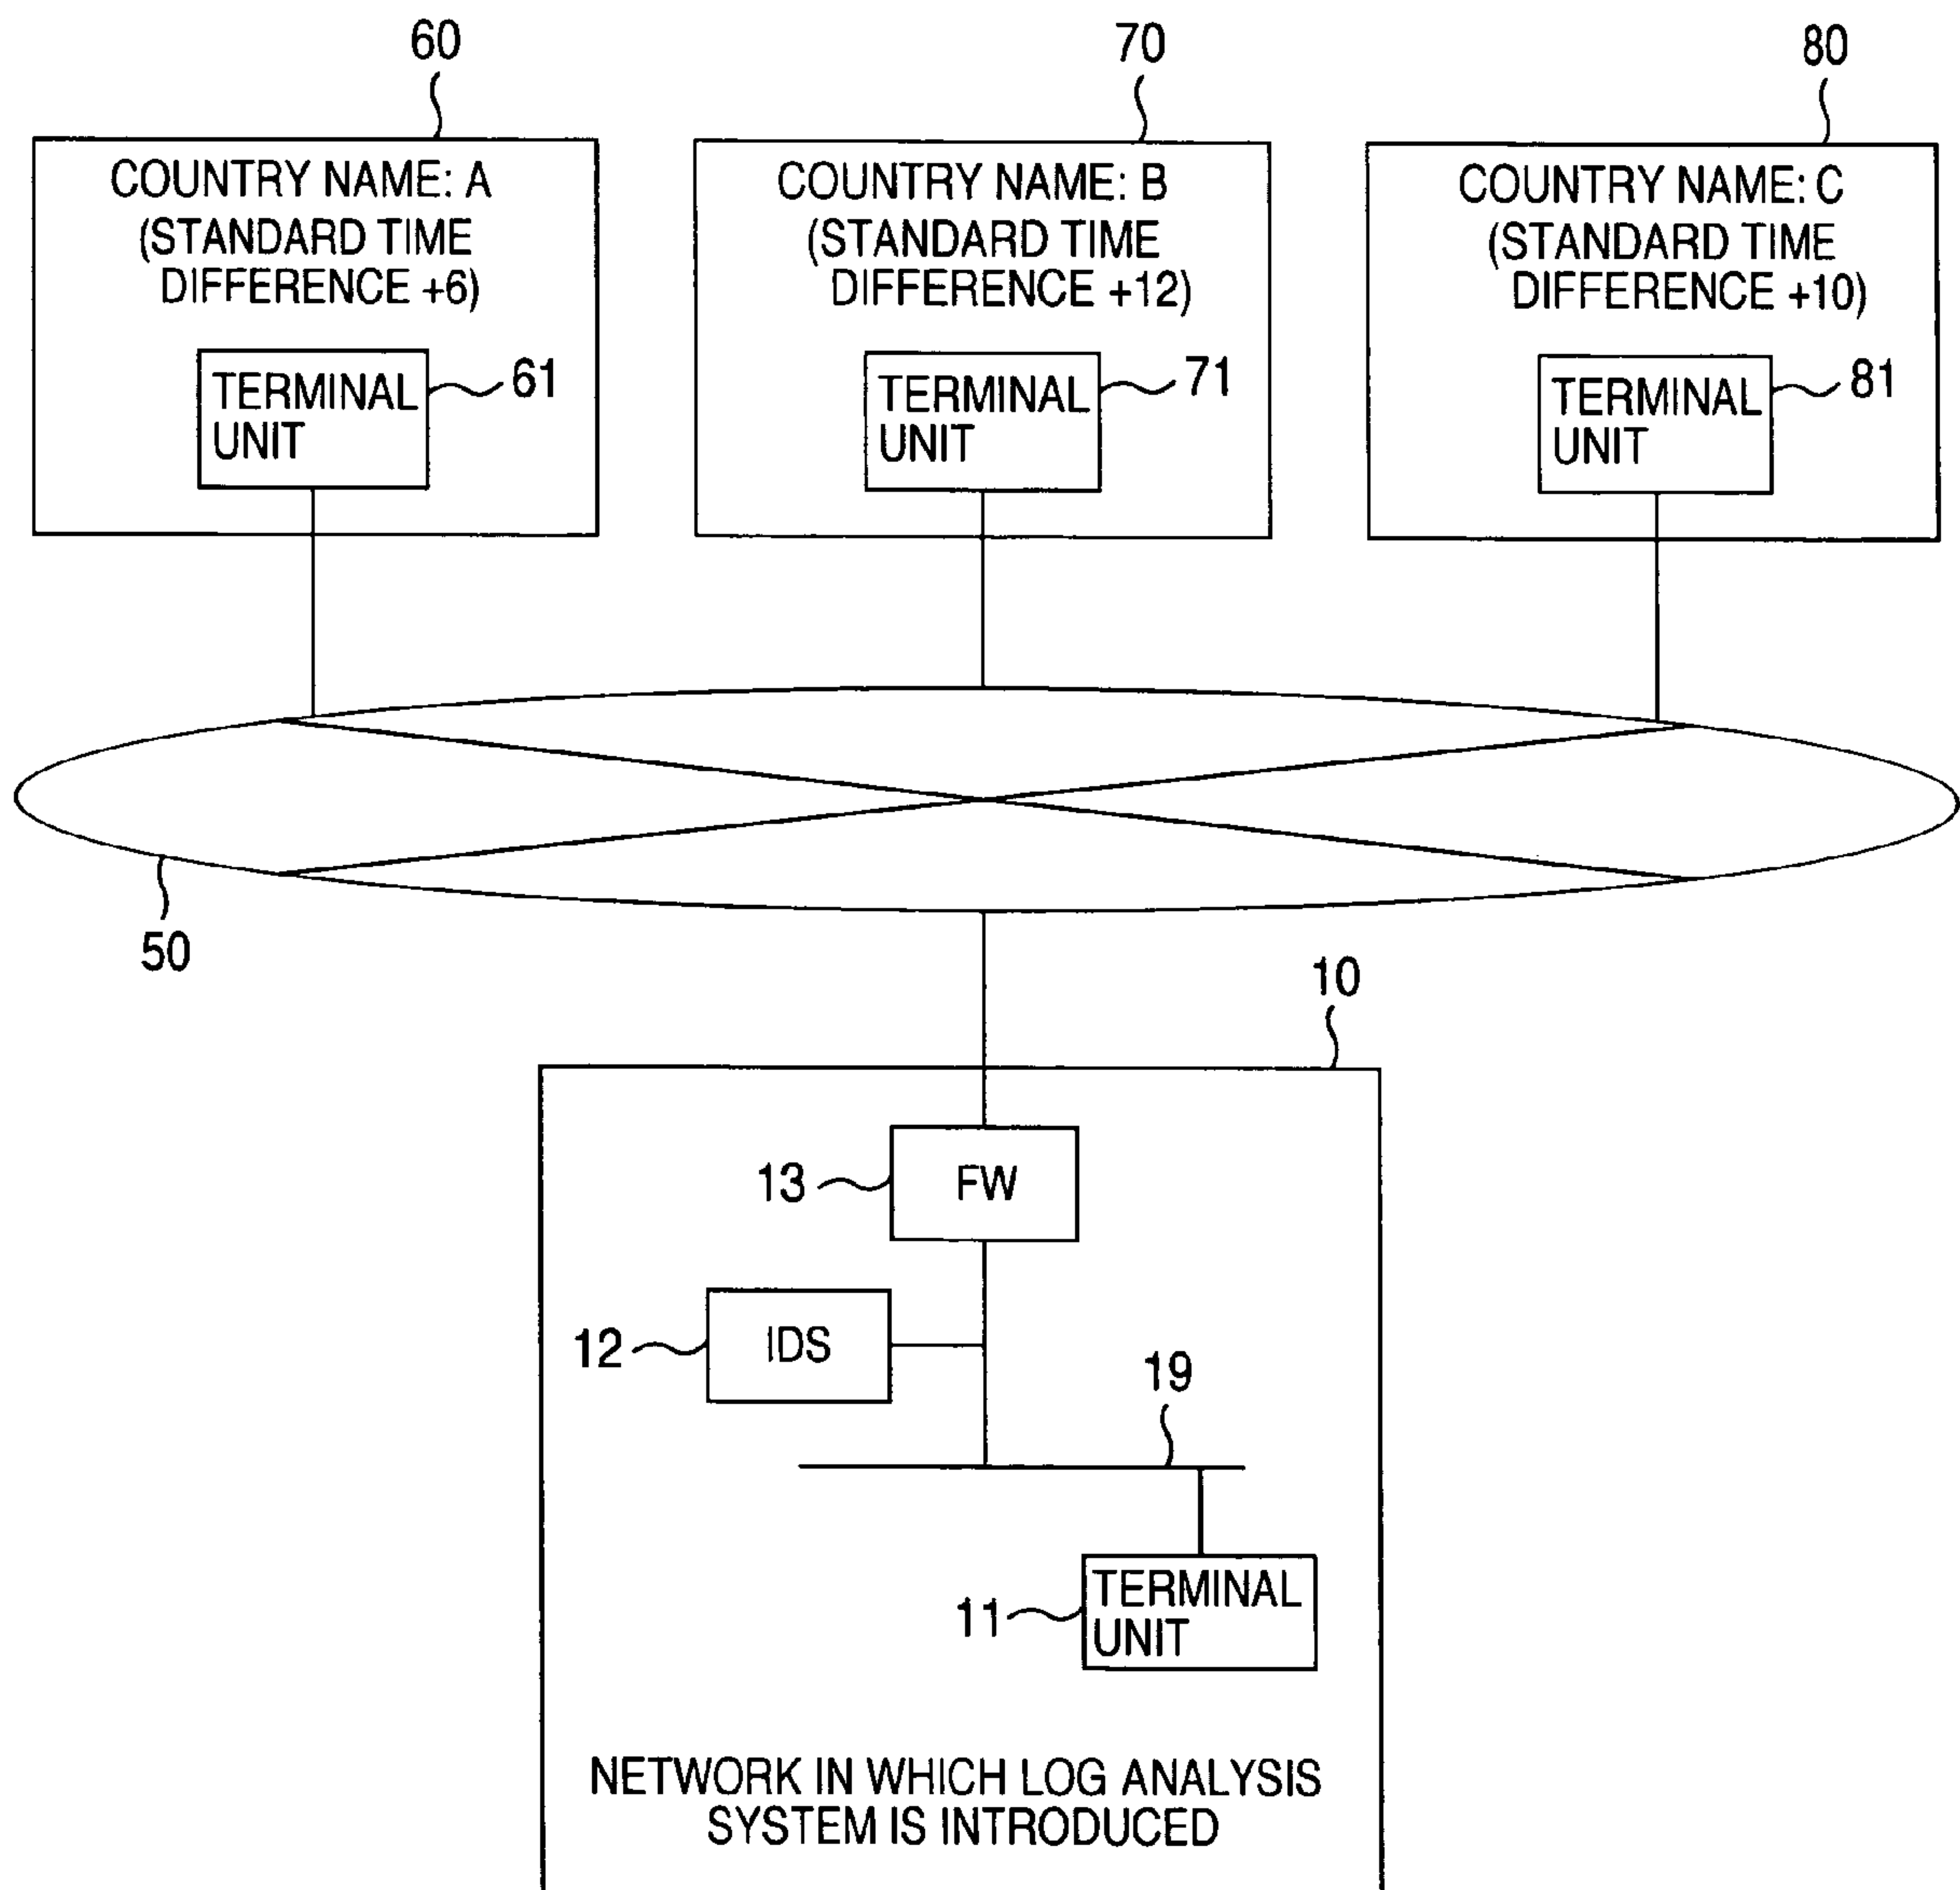 60
70
80
COUNTRY NAME: A
(STANDARD TIME
DIFFERENCE +6)
TERMINAL
UNIT
61
COUNTRY NAME: B
(STANDARD TIME
DIFFERENCE +12)
TERMINAL
UNIT
71
COUNTRY NAME: C
(STANDARD TIME
DIFFERENCE +10)
TERMINAL
UNIT
81
50
10
13
FW
12
IDS
19
11
TERMINAL
UNIT
NETWORK IN WHICH LOG ANALYSIS
SYSTEM IS INTRODUCED